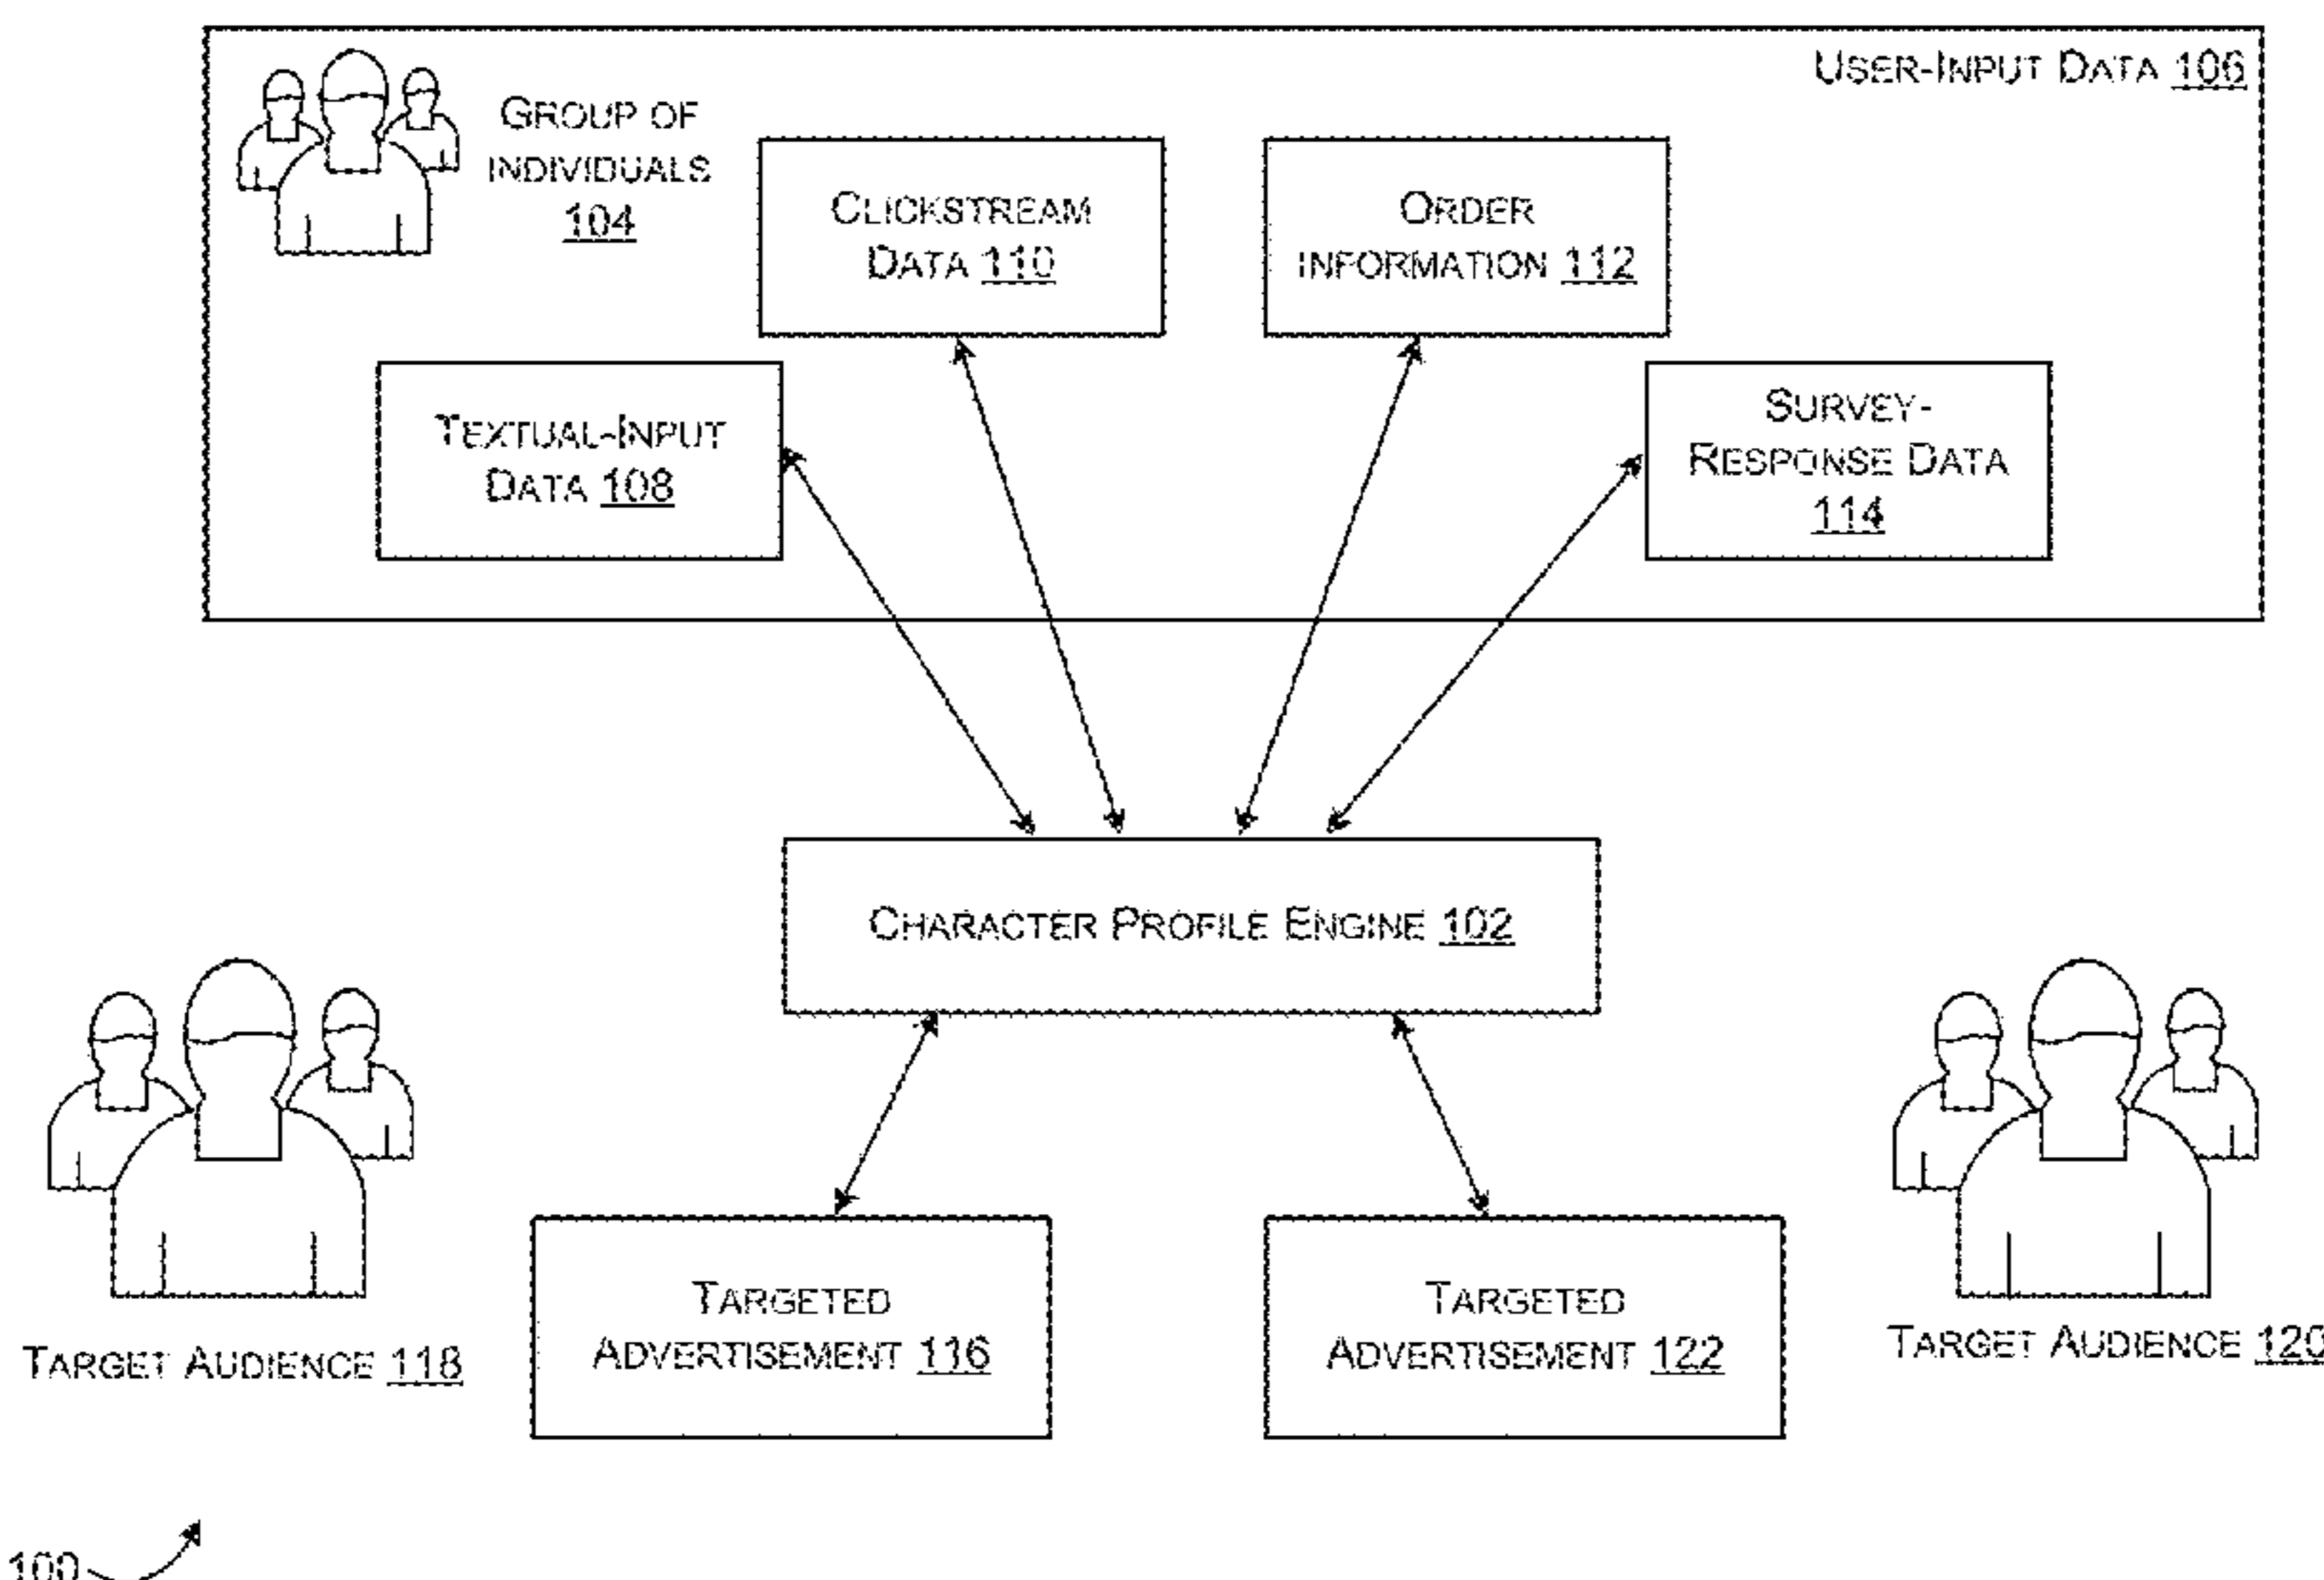 USER-INPUT DATA 106
GROUP OF
INDIVIDUALS
104
CLICKSTREAM
DATA 110
ORDER
INFORMATION 112
TEXTUAL-INPUT
DATA 108
SURVEY-
RESPONSE DATA
114
CHARACTER PROFILE ENGINE 102
TARGET AUDIENCE 118
TARGETED
ADVERTISEMENT 116
TARGETED
ADVERTISEMENT 122
TARGET AUDIENCE 120
100